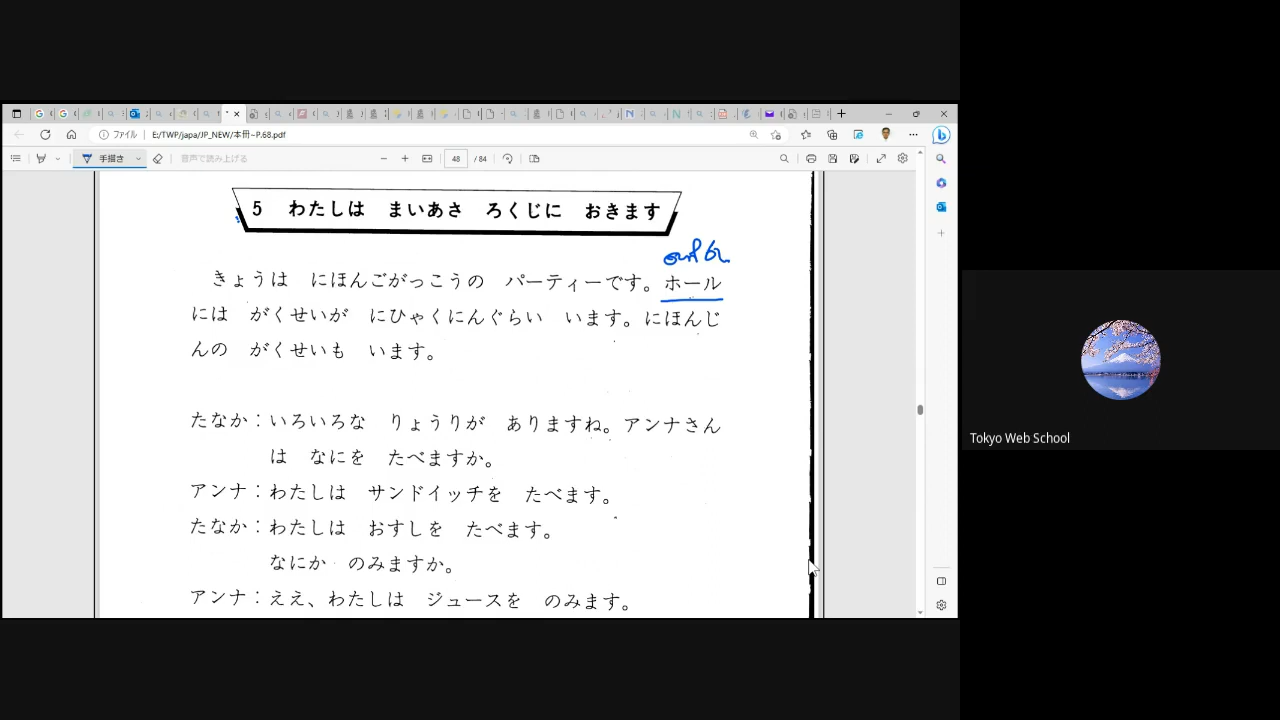 ファイル | E:/TWP/japa/JP_NEW/本冊~P.68.pdf
手描き 音声で読み上げる 48 / 84
5 わたしは まいあさ ろくじに おきます
きょうは にほんごがっこうの パーティーです。ホール
には がくせいが にひゃくにんぐらい います。にほんじ
んの がくせいも います。
たなか：いろいろな りょうりが ありますね。アンナさん
は なにを たべますか。
アンナ：わたしは サンドイッチを たべます。
たなか：わたしは おすしを たべます。
なにか のみますか。
アンナ：ええ、わたしは ジュースを のみます。
Tokyo Web School